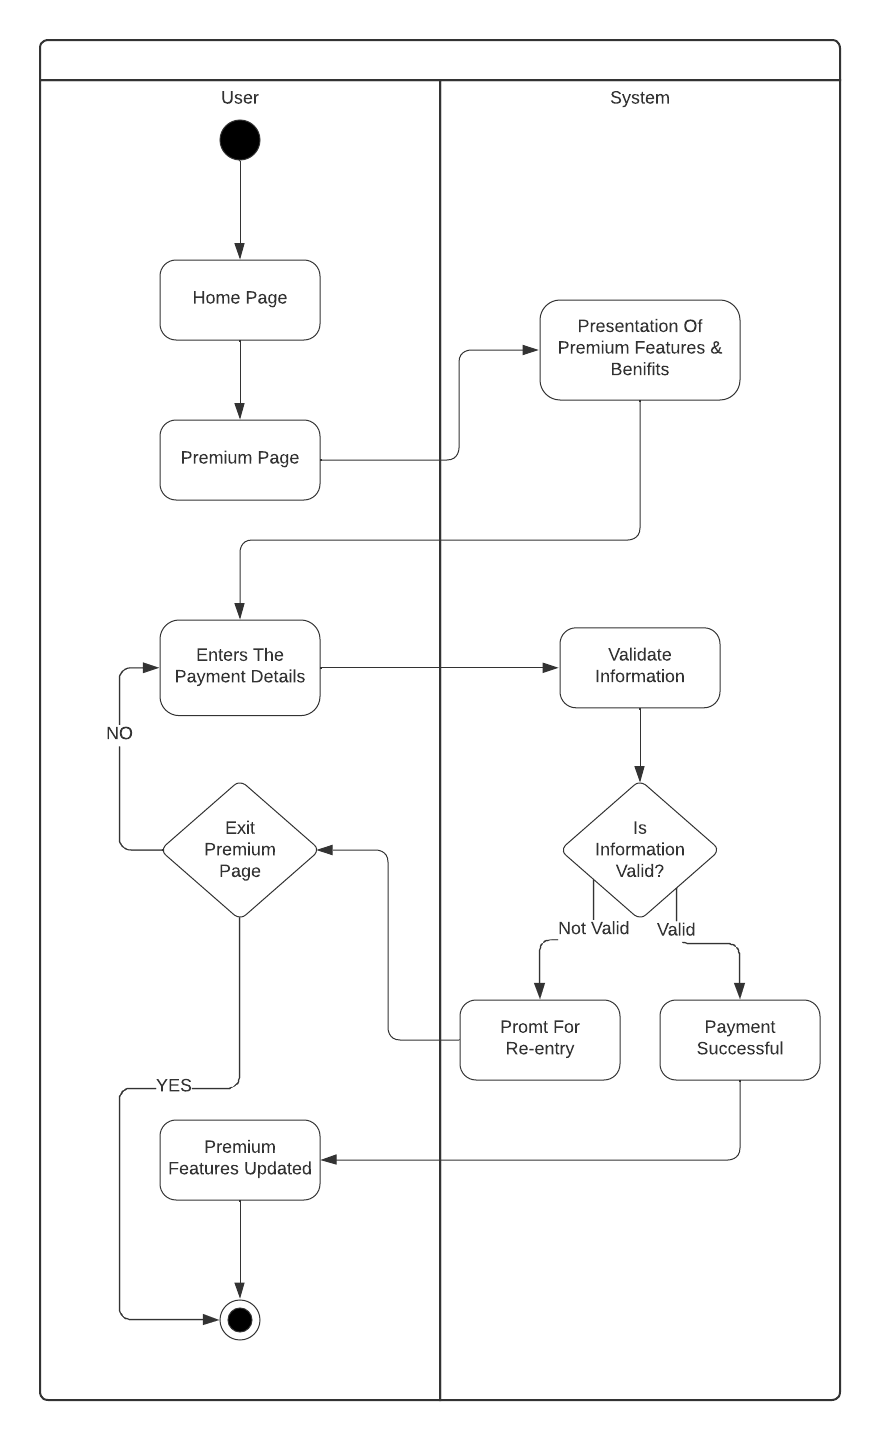 User
System
Home Page
Presentation Of
Premium Features &
Benifits
Premium Page
Enters The
Payment Details
Validate
Information
NO
Exit
Premium
Page
Is
Information
Valid?
Not Valid
Valid
Promt For
Re-entry
Payment
Successful
YES
Premium
Features Updated